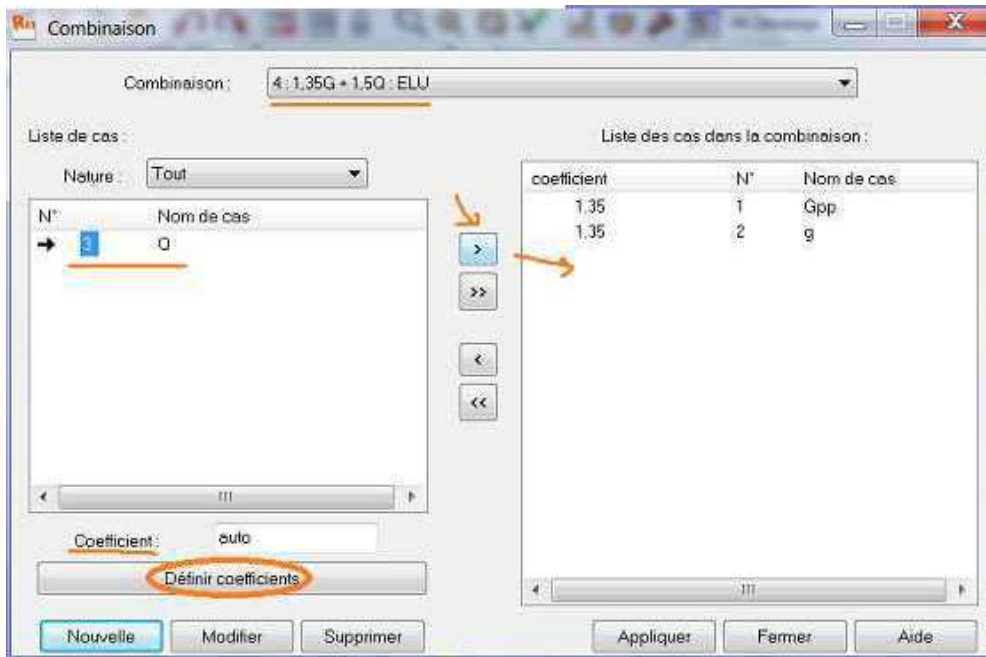 Combinaison
Combinaison : 4 : 1,35G + 1,5Q : ELU
Liste de cas :
Liste des cas dans la combinaison :
Nature : Tout
N° Nom de cas
3 Q
coefficient N° Nom de cas
1,35 1 Gpp
1,35 2 g
>
>>
<
<<
Coefficient : auto
Définir coefficients
Nouvelle Modifier Supprimer
Appliquer Fermer Aide